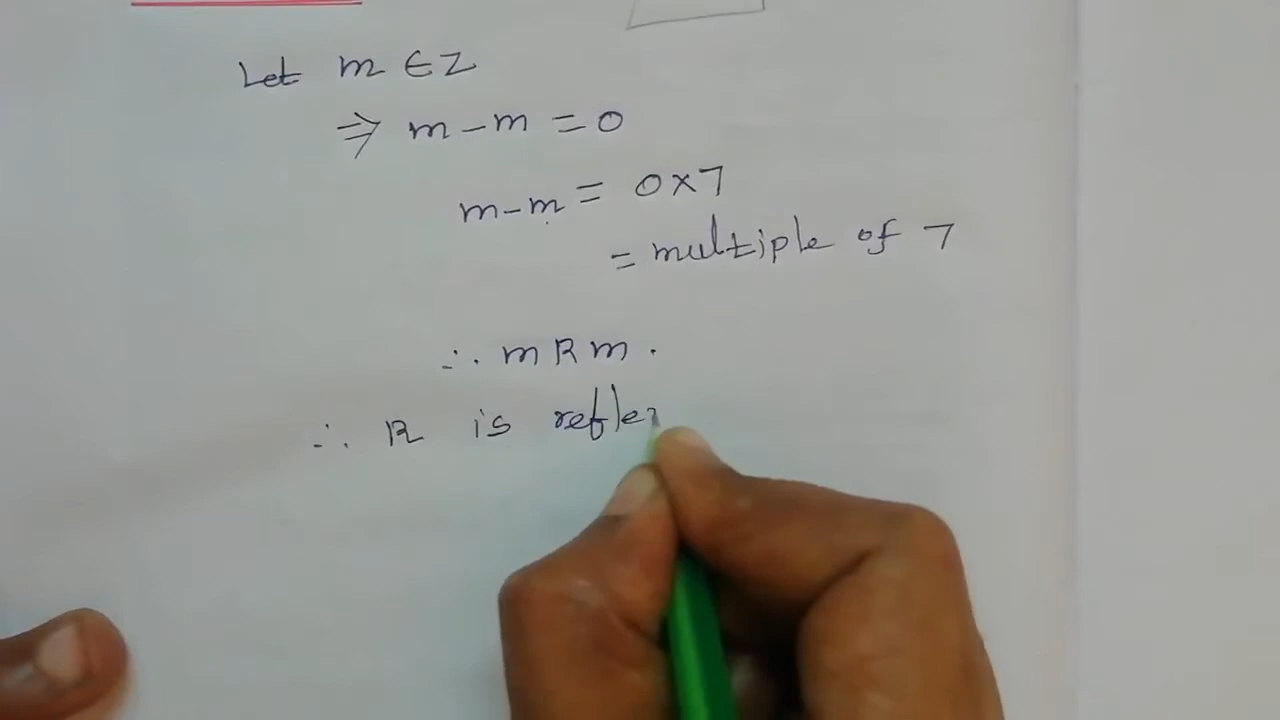 Let m ∈ Z
⇒ m - m = 0
m - m = 0 × 7
= multiple of 7
∴ m R m .
∴ R is refle